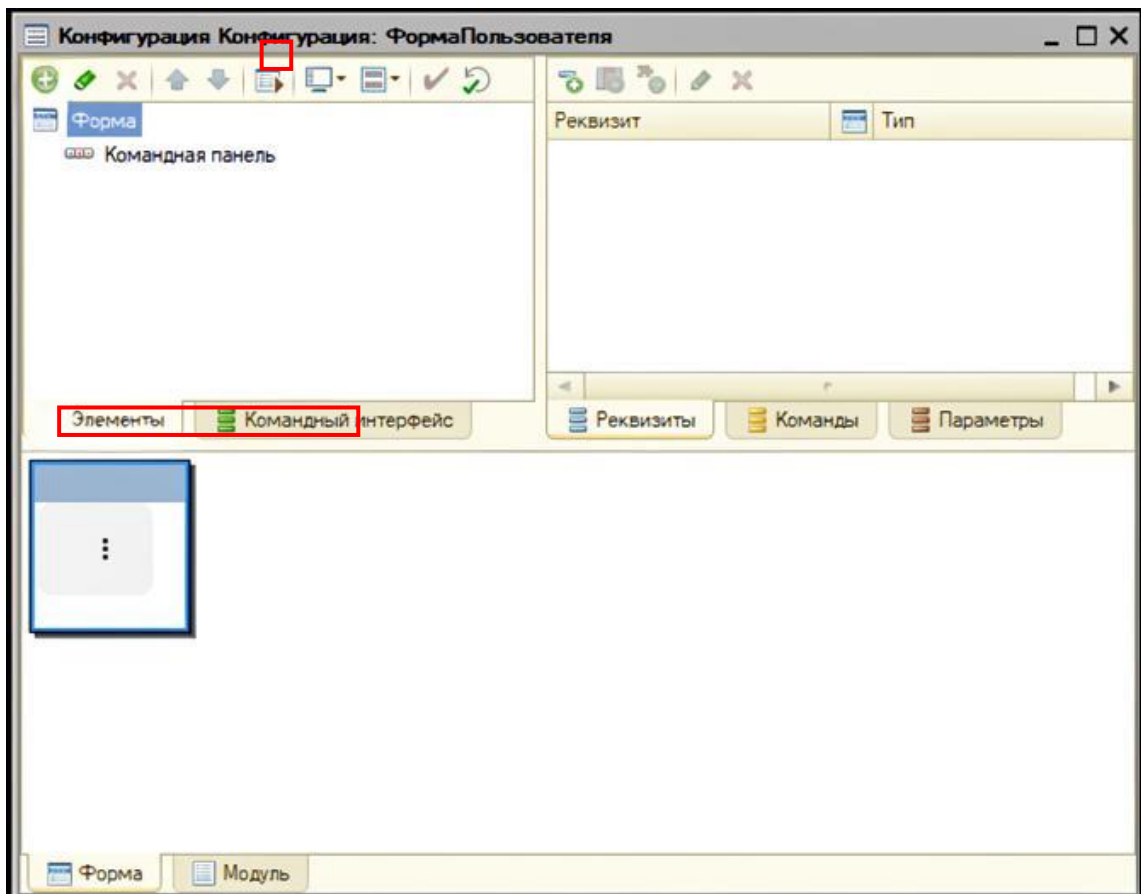 Конфигурация Конфигурация: ФормаПользователя
Форма
Командная панель
Реквизит Тип
Элементы Командный интерфейс Реквизиты Команды Параметры
Форма Модуль